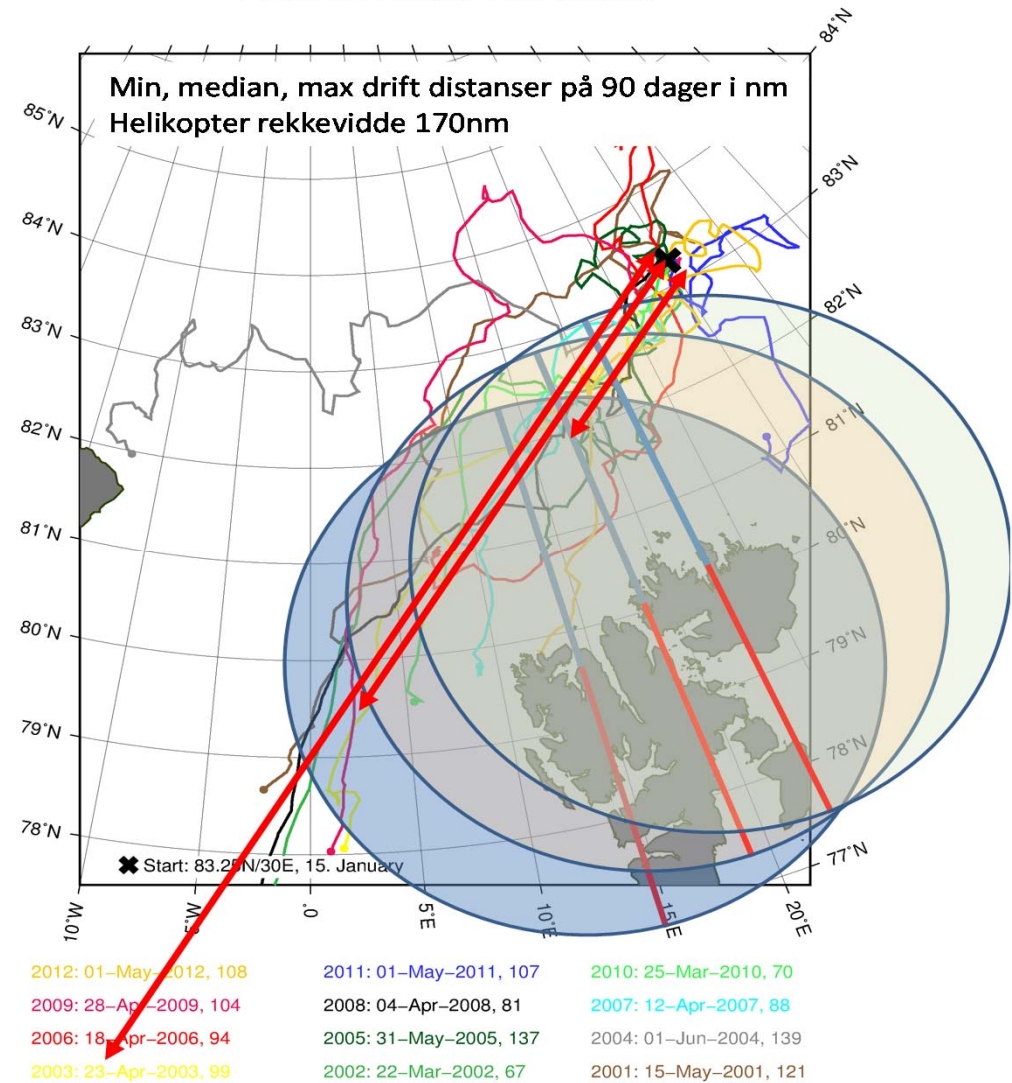 84°N
Min, median, max drift distanser på 90 dager i nm
Helikopter rekkevidde 170nm
85°N
83°N
84°N
82°N
83°N
81°N
82°N
80°N
81°N
79°N
80°N
78°N
79°N
77°N
78°N
Start: 83.25N/30E, 15. January
10°W
5°W
0°
5°E
10°E
15E
20°E
2012: 01–May–2012, 108
2011: 01–May–2011, 107
2010: 25–Mar–2010, 70
2009: 28–Apr–2009, 104
2008: 04–Apr–2008, 81
2007: 12–Apr–2007, 88
2006: 18–Apr–2006, 94
2005: 31–May–2005, 137
2004: 01–Jun–2004, 139
2003: 23–Apr–2003, 99
2002: 22–Mar–2002, 67
2001: 15–May–2001, 121